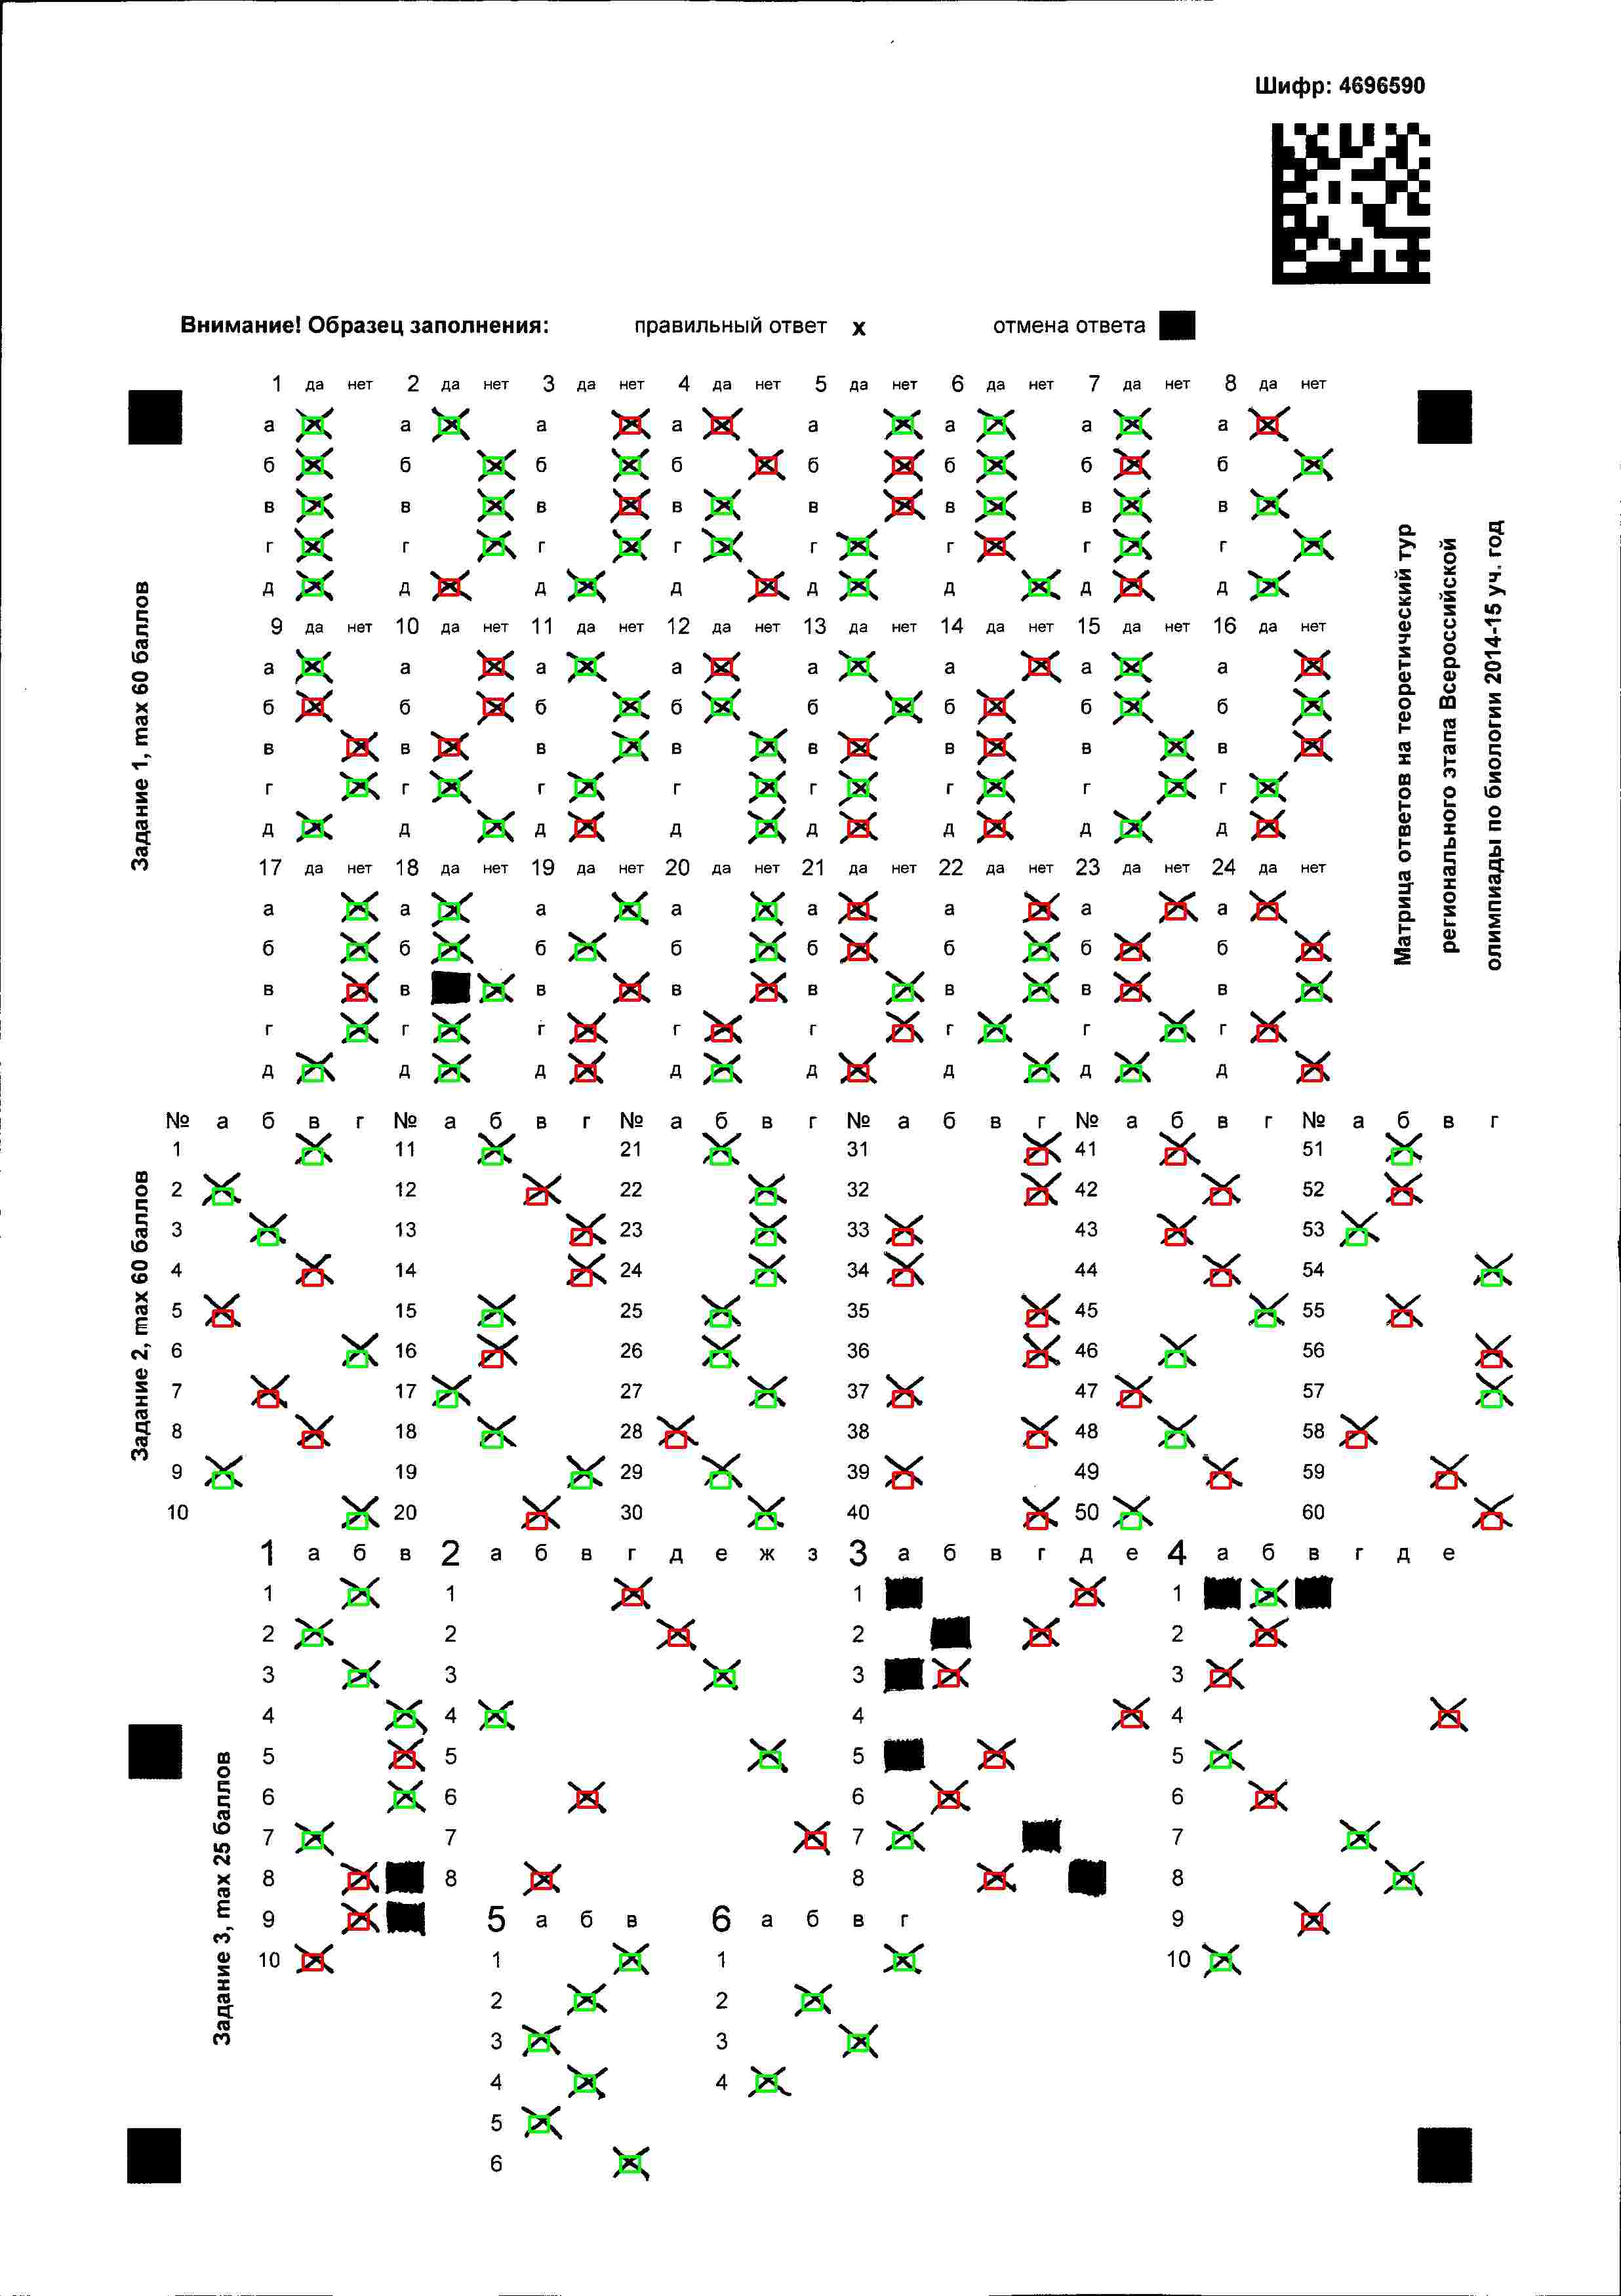 Шифр: 4696590
Внимание! Образец заполнения: правильный ответ х отмена ответа
1 да нет 2 да нет 3 да нет 4 да нет 5 да нет 6 да нет 7 да нет 8 да нет
а а а а а а а а
б б б б б б б б
в в в в в в в в
г г г г г г г г
д д д д д д д д
9 да нет 10 да нет 11 да нет 12 да нет 13 да нет 14 да нет 15 да нет 16 да нет
а а а а а а а а
б б б б б б б б
в в в в в в в в
г г г г г г г г
д д д д д д д д
17 да нет 18 да нет 19 да нет 20 да нет 21 да нет 22 да нет 23 да нет 24 да нет
а а а а а а а а
б б б б б б б б
в в в в в в в в
г г г г г г г г
д д д д д д д д
Задание 1, max 60 баллов
Матрица ответов на теоретический тур
регионального этапа Всероссийской
олимпиады по биологии 2014-15 уч. год
№ а б в г № а б в г № а б в г № а б в г № а б в г № а б в г
1 11 21 31 41 51
2 12 22 32 42 52
3 13 23 33 43 53
4 14 24 34 44 54
5 15 25 35 45 55
6 16 26 36 46 56
7 17 27 37 47 57
8 18 28 38 48 58
9 19 29 39 49 59
10 20 30 40 50 60
Задание 2, max 60 баллов
1 а б в 2 а б в г д е ж з 3 а б в г д е 4 а б в г д е
1 1 1 1
2 2 2 2
3 3 3 3
4 4 4 4
5 5 5 5
6 6 6 6
7 7 7 7
8 8 8 8
9 5 а б в 6 а б в г 9
10 1 1 10
2 2
3 3
4 4
5
6
Задание 3, max 25 баллов